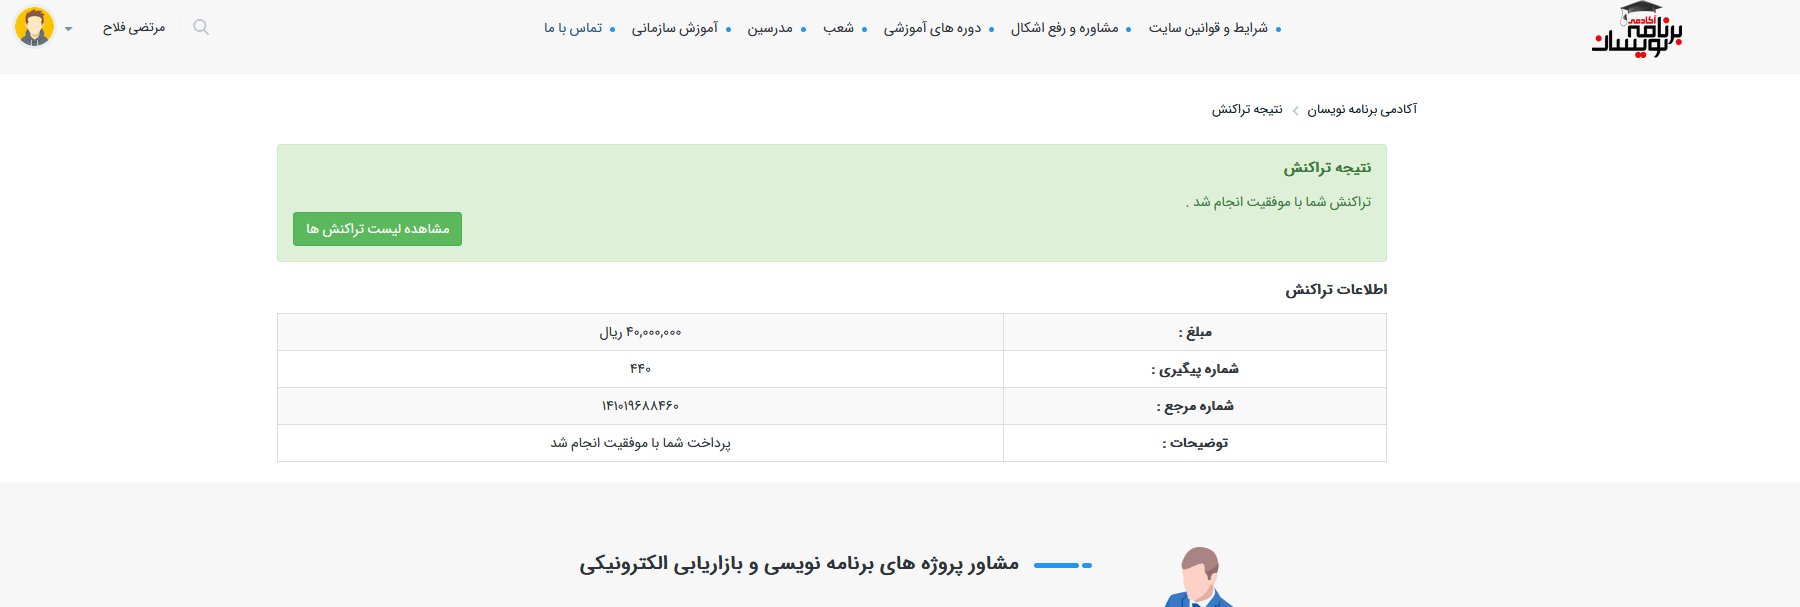 آکادمی
برنامه
نویسان
شرایط و قوانین سایت
مشاوره و رفع اشکال
دوره های آموزشی
شعب
مدرسین
آموزش سازمانی
تماس با ما
مرتضی فلاح
آکادمی برنامه نویسان
نتیجه تراکنش
نتیجه تراکنش
تراکنش شما با موفقیت انجام شد .
مشاهده لیست تراکنش ها
اطلاعات تراکنش
مبلغ : ۴۰,۰۰۰,۰۰۰ ریال
شماره پیگیری : ۴۴۰
شماره مرجع : ۱۴۱۰۱۹۶۸۸۴۶۰
توضیحات : پرداخت شما با موفقیت انجام شد
مشاور پروژه های برنامه نویسی و بازاریابی الکترونیکی